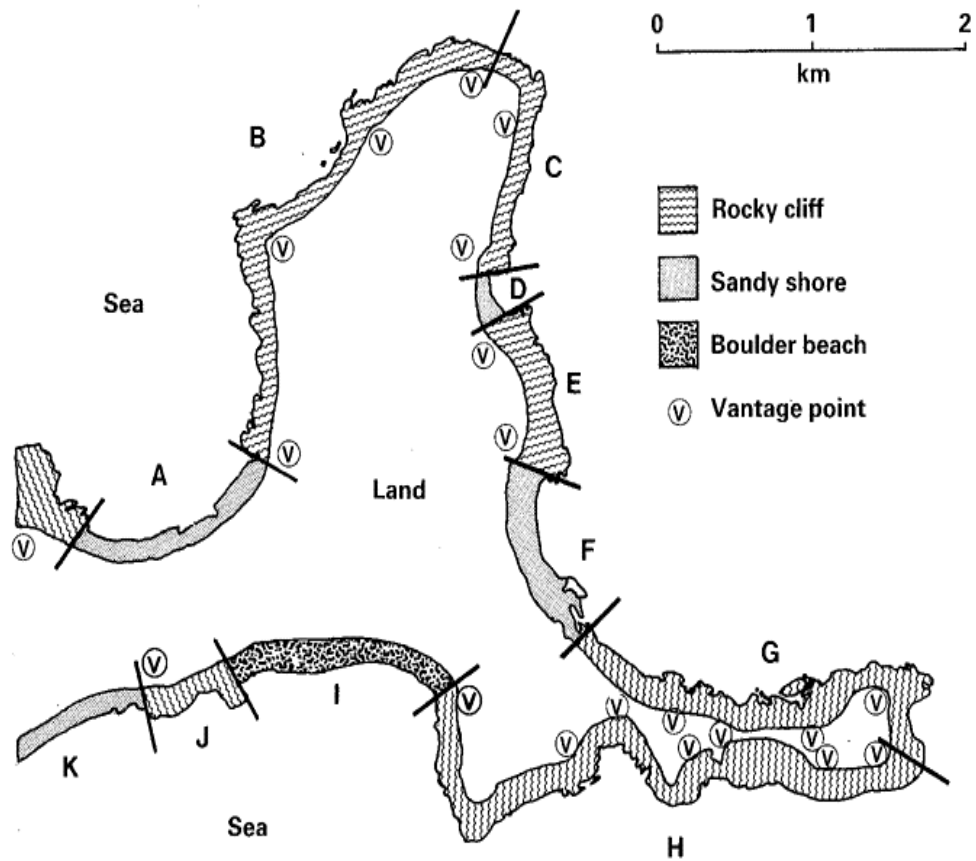 0 1 2
km
V
V
B
V
C
Rocky cliff
V
V
Sea
Sandy shore
D
Boulder beach
V
E
V
Vantage point
V
V
A
Land
V
F
G
V
I
V
V
V
V
J
V
V
V
V
V
V
V
K
Sea
H